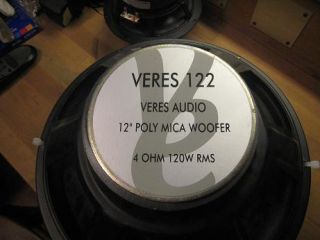 VERES 122
VERES AUDIO
12" POLY MICA WOOFER
4 OHM 120W RMS